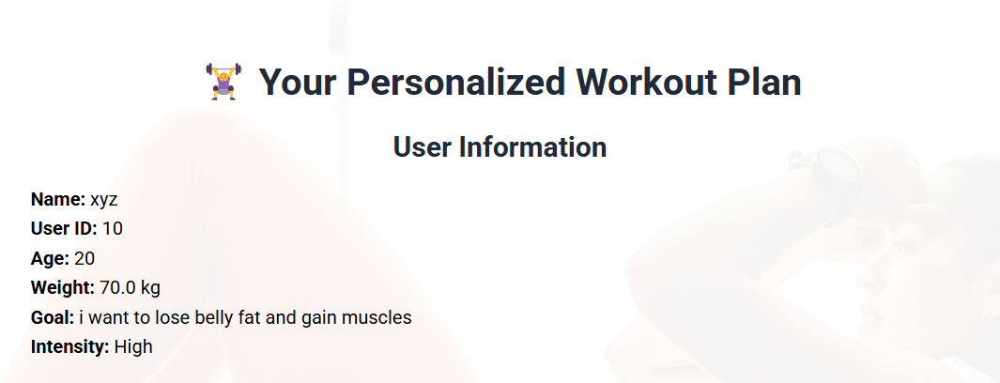 Your Personalized Workout Plan
User Information
Name: xyz
User ID: 10
Age: 20
Weight: 70.0 kg
Goal: i want to lose belly fat and gain muscles
Intensity: High